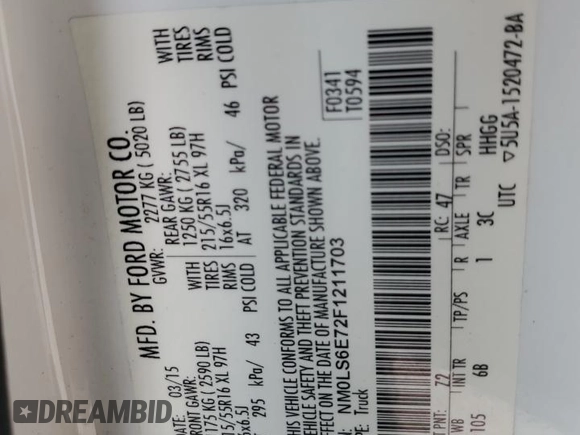 MFD. BY FORD MOTOR CO.
DATE: 03/15 GVWR: 2277 KG ( 5020 LB)
FRONT GAWR: WITH REAR GAWR: WITH
1175 KG ( 2590 LB) TIRES 1250 KG ( 2755 LB) TIRES
215/55R16 XL 97H RIMS 215/55R16 XL 97H RIMS
16x6.5J PSI COLD 16x6.5J PSI COLD
295 kPa/ 43 AT 320 kPa/ 46
THIS VEHICLE CONFORMS TO ALL APPLICABLE FEDERAL MOTOR
VEHICLE SAFETY AND THEFT PREVENTION STANDARDS IN
EFFECT ON THE DATE OF MANUFACTURE SHOWN ABOVE.
F0341
T0594
NM0LS6E72F1211703
Truck
EXT PNT: Z2 RC: 47 DSO:
WB INT TR TP/PS R AXLE TR SPR
105 6B 1 3C HHGG
UTC ▽5U5A-1520472-BA
DREAMBID
dreambid.com